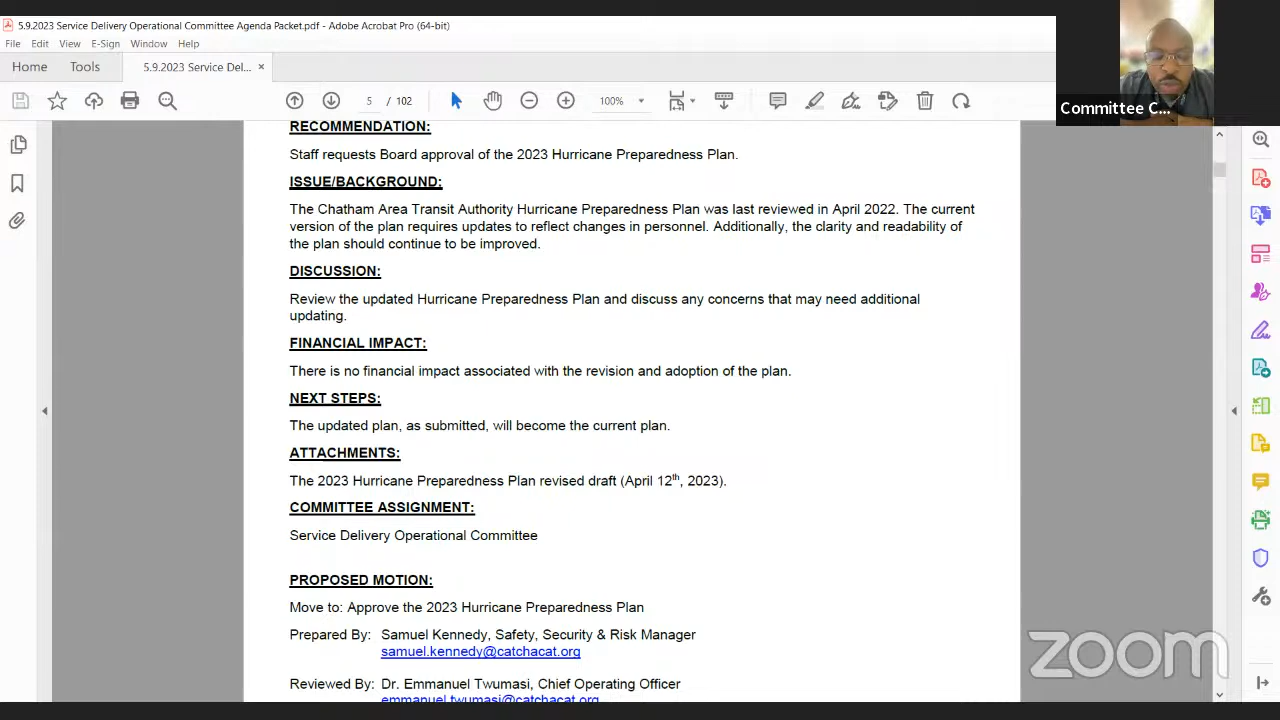 5.9.2023 Service Delivery Operational Committee Agenda Packet.pdf - Adobe Acrobat Pro (64-bit)
File Edit View E-Sign Window Help
Home Tools 5.9.2023 Service Del... ×
5 / 102 100%
Committee C...
RECOMMENDATION:
Staff requests Board approval of the 2023 Hurricane Preparedness Plan.
ISSUE/BACKGROUND:
The Chatham Area Transit Authority Hurricane Preparedness Plan was last reviewed in April 2022. The current
version of the plan requires updates to reflect changes in personnel. Additionally, the clarity and readability of
the plan should continue to be improved.
DISCUSSION:
Review the updated Hurricane Preparedness Plan and discuss any concerns that may need additional
updating.
FINANCIAL IMPACT:
There is no financial impact associated with the revision and adoption of the plan.
NEXT STEPS:
The updated plan, as submitted, will become the current plan.
ATTACHMENTS:
The 2023 Hurricane Preparedness Plan revised draft (April 12th, 2023).
COMMITTEE ASSIGNMENT:
Service Delivery Operational Committee
PROPOSED MOTION:
Move to: Approve the 2023 Hurricane Preparedness Plan
Prepared By: Samuel Kennedy, Safety, Security & Risk Manager
samuel.kennedy@catchacat.org
Reviewed By: Dr. Emmanuel Twumasi, Chief Operating Officer
emmanuel.twumasi@catchacat.org
zoom